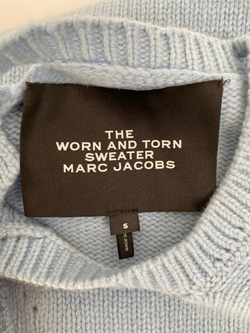 THE
WORN AND TORN
SWEATER
MARC JACOBS
S